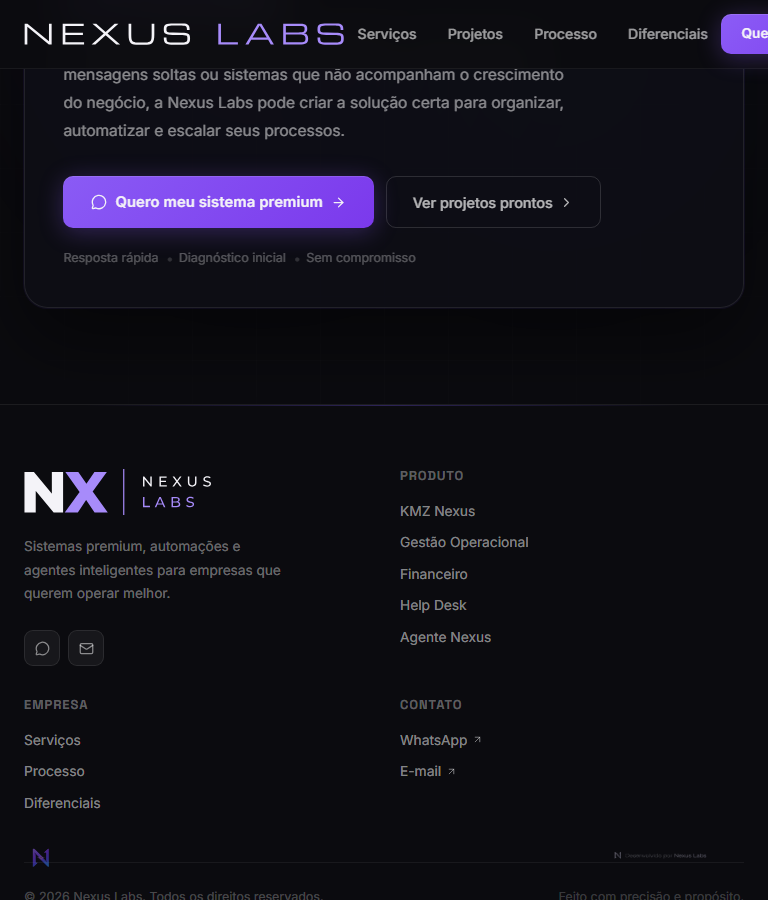 NEXUS LABS Serviços Projetos Processo Diferenciais Que
mensagens soltas ou sistemas que não acompanham o crescimento
do negócio, a Nexus Labs pode criar a solução certa para organizar,
automatizar e escalar seus processos.
Quero meu sistema premium → Ver projetos prontos >
Resposta rápida • Diagnóstico inicial • Sem compromisso
NX | NEXUS
LABS
Sistemas premium, automações e
agentes inteligentes para empresas que
querem operar melhor.
PRODUTO
KMZ Nexus
Gestão Operacional
Financeiro
Help Desk
Agente Nexus
EMPRESA
Serviços
Processo
Diferenciais
CONTATO
WhatsApp ↗
E-mail ↗
N
N Desenvolvido por Nexus Labs
© 2026 Nexus Labs. Todos os direitos reservados.
Feito com precisão e propósito.